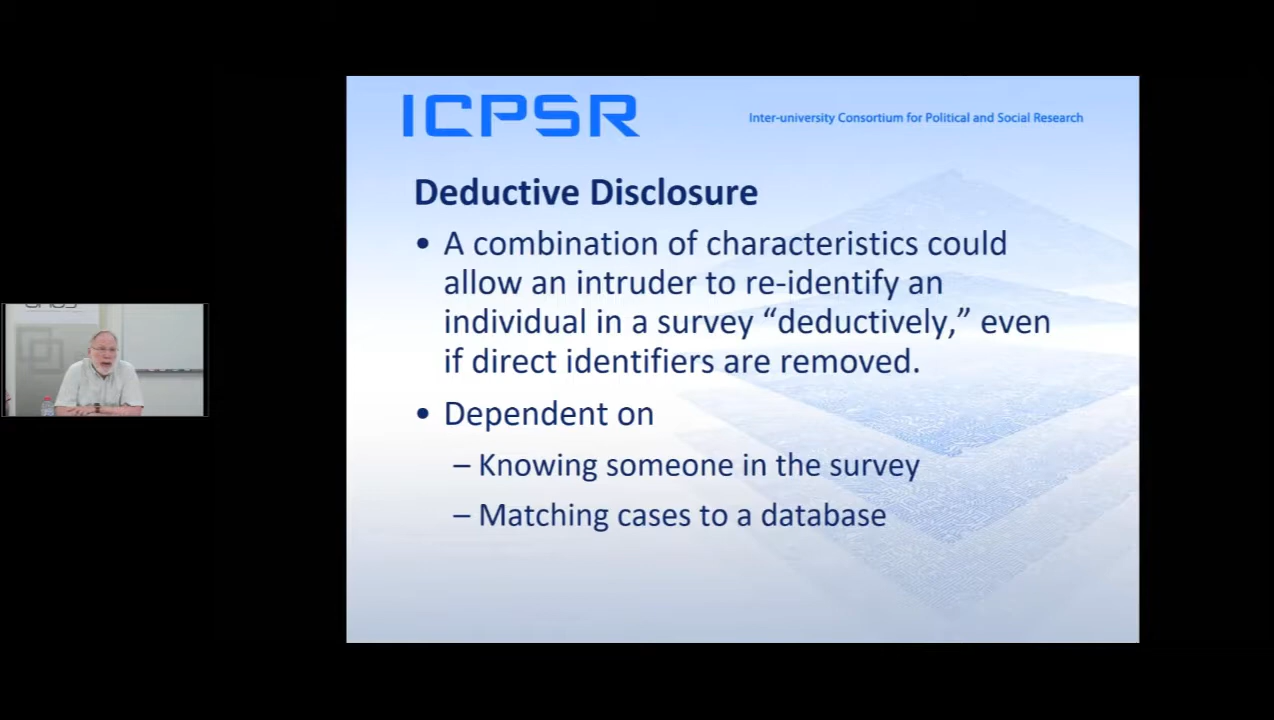 ICPSR
Inter-university Consortium for Political and Social Research
Deductive Disclosure
• A combination of characteristics could
allow an intruder to re-identify an
individual in a survey “deductively,” even
if direct identifiers are removed.
• Dependent on
– Knowing someone in the survey
– Matching cases to a database